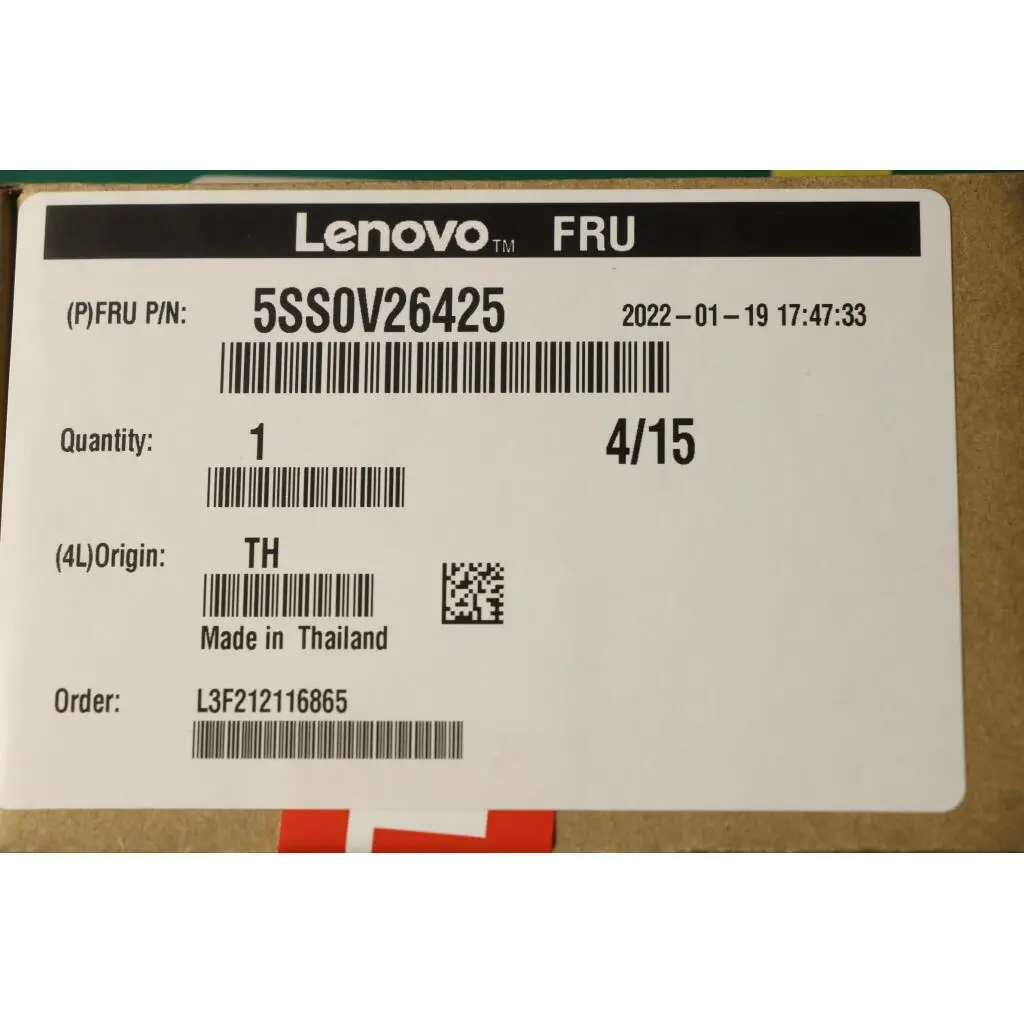 Lenovo™ FRU
(P)FRU P/N: 5SS0V26425 2022-01-19 17:47:33
Quantity: 1 4/15
(4L)Origin: TH
Made in Thailand
Order: L3F212116865